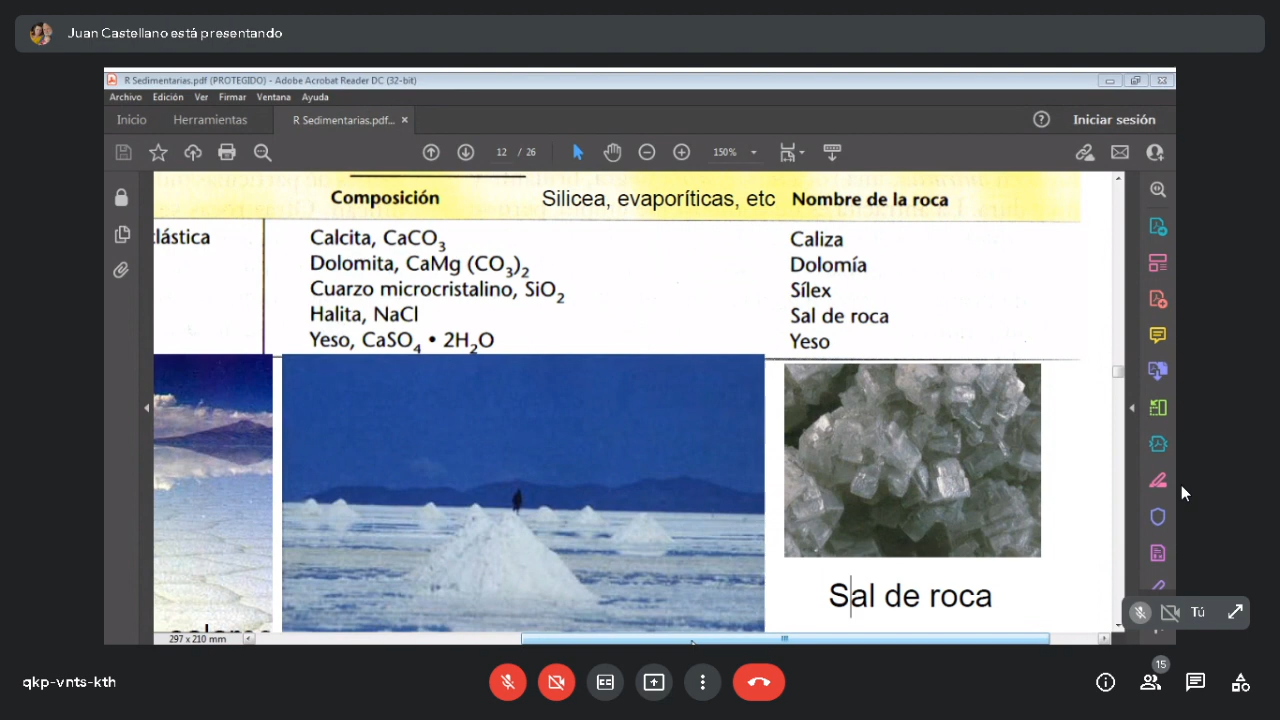 Juan Castellano está presentando
R Sedimentarias.pdf (PROTEGIDO) - Adobe Acrobat Reader DC (32-bit)
Archivo Edición Ver Firmar Ventana Ayuda
Inicio Herramientas R Sedimentarias.pdf... × Iniciar sesión
12 / 26 150%
Composición Silicea, evaporíticas, etc Nombre de la roca
clástica Calcita, CaCO3 Caliza
Dolomita, CaMg (CO3)2 Dolomía
Cuarzo microcristalino, SiO2 Sílex
Halita, NaCl Sal de roca
Yeso, CaSO4 • 2H2O Yeso
Sal de roca
Tú
297 x 210 mm
15
qkp-vnts-kth